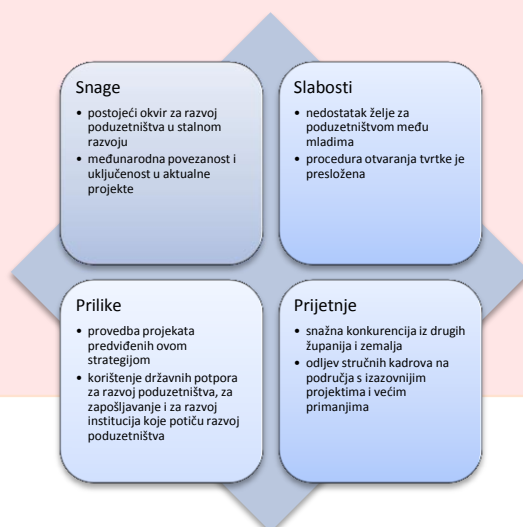 Snage
• postojeći okvir za razvoj
poduzetništva u stalnom
razvoju
• međunarodna povezanost i
uključenost u aktualne
projekte
Slabosti
• nedostatak želje za
poduzetništvom među
mladima
• procedura otvaranja tvrtke je
presložena
Prilike
• provedba projekata
predviđenih ovom
strategijom
• korištenje državnih potpora
za razvoj poduzetništva, za
zapošljavanje i za razvoj
institucija koje potiču razvoj
poduzetništva
Prijetnje
• snažna konkurencija iz drugih
županija i zemalja
• odljev stručnih kadrova na
područja s izazovnijim
projektima i većim
primanjima